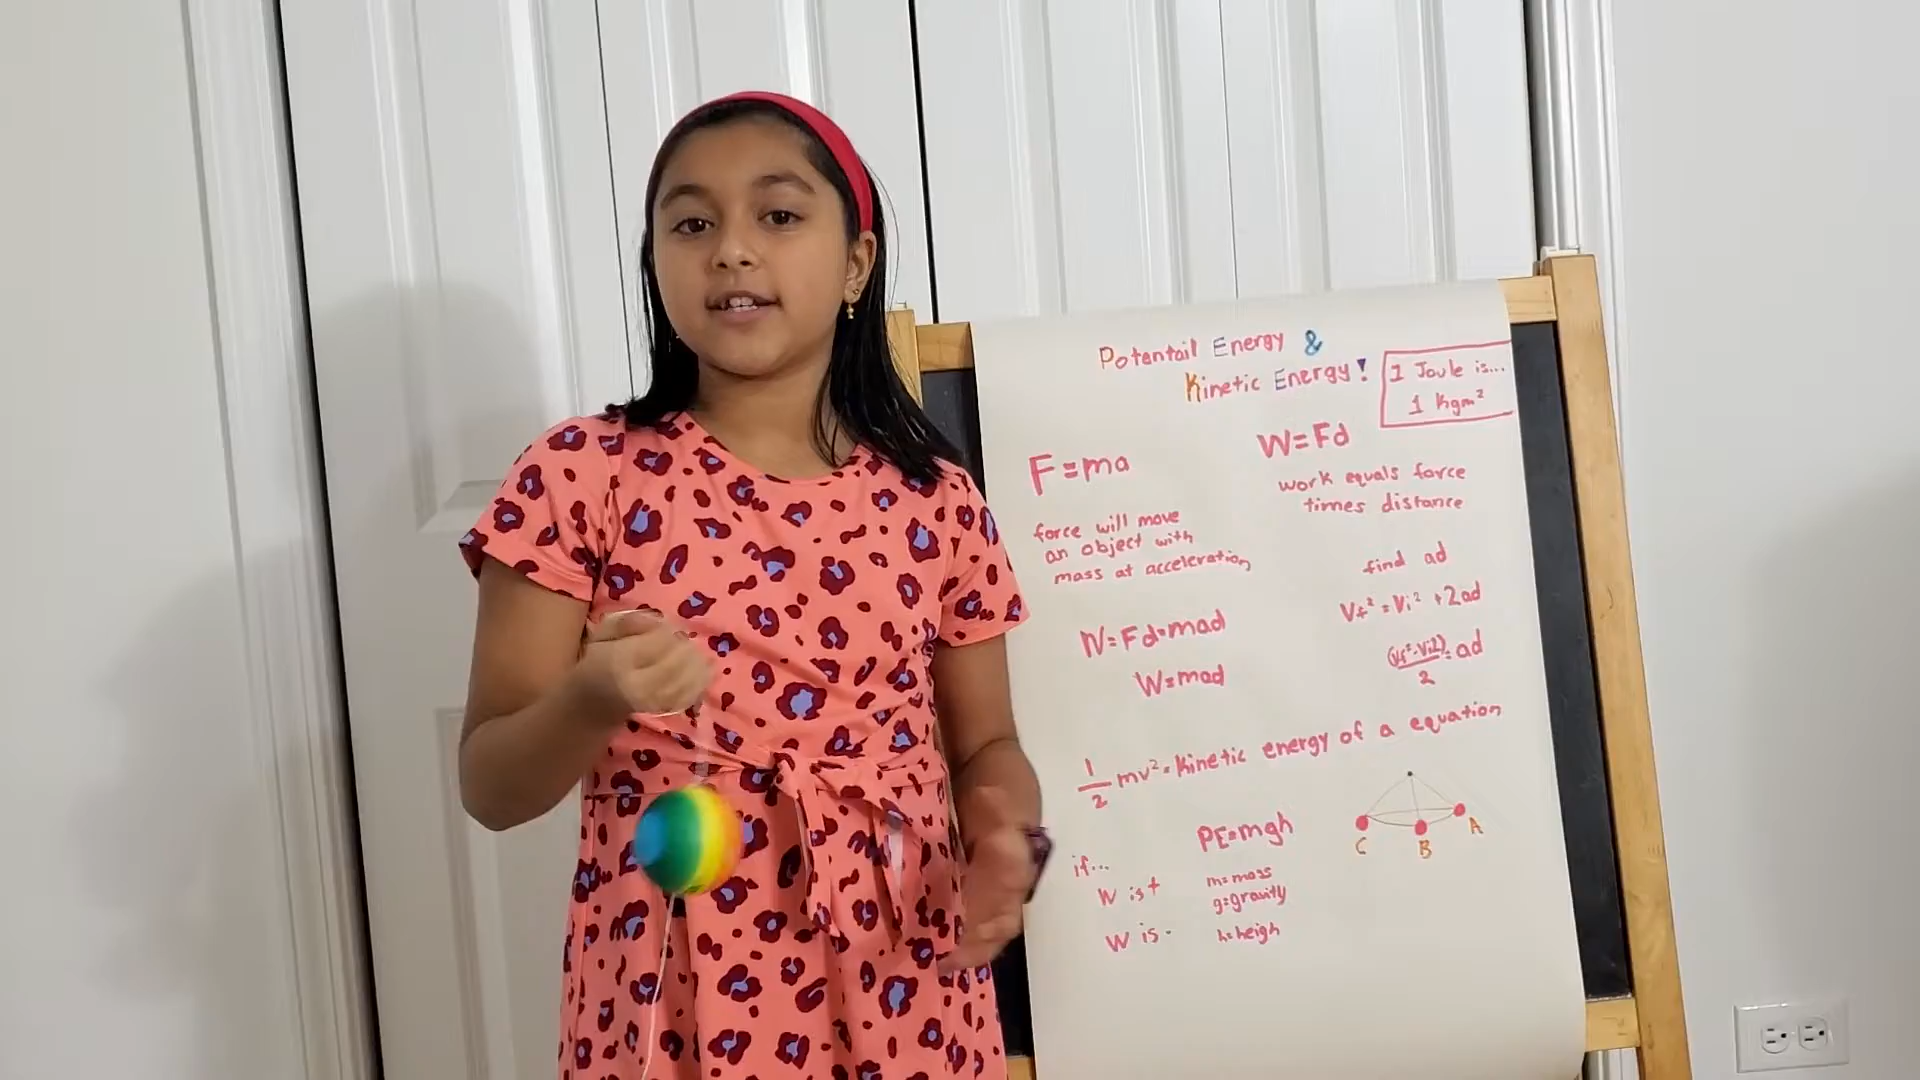 Potentail Energy &
Kinetic Energy!
1 Joule is...
1 Kgm²
F=ma
force will move
an object with
mass at acceleration
W=Fd
work equals force
times distance
find ad
Vf²=Vi²+2ad
(Vf²-Vi2)/2=ad
W=Fd=mad
W=mad
1/2 mv²=Kinetic energy of a equation
PE=mgh
m=mass
g=gravity
h=heigh
if...
W is +
W is -
C B A